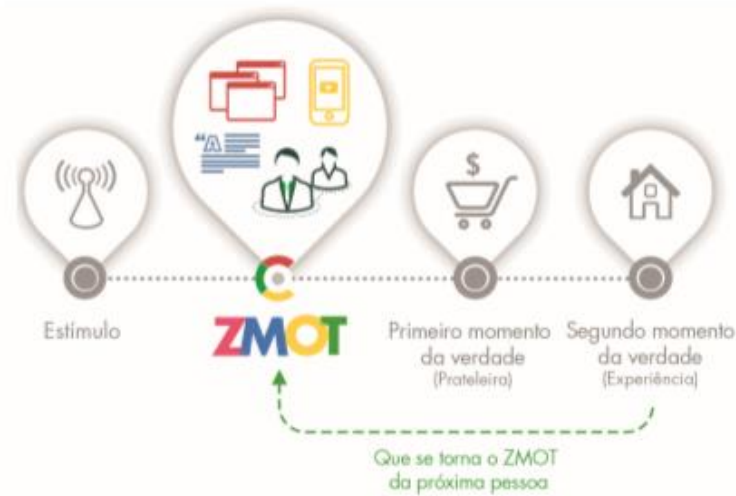 “A
$
Estímulo
ZMOT
Primeiro momento
da verdade
(Prateleira)
Segundo momento
da verdade
(Experiência)
Que se torna o ZMOT
da próxima pessoa